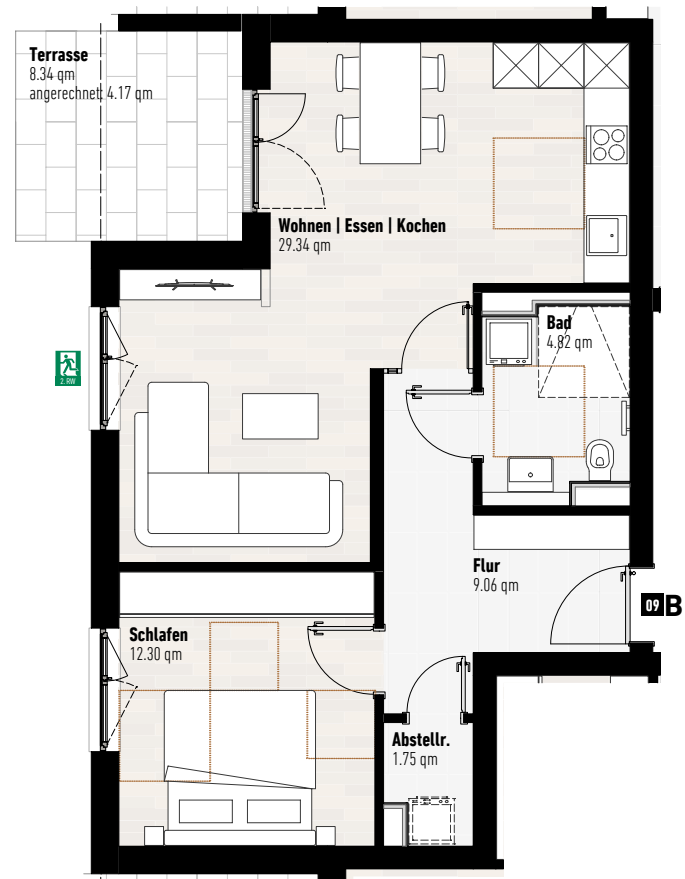 Terrasse
8.34 qm
angerechnet: 4.17 qm
Wohnen | Essen | Kochen
29.34 qm
Bad
4.82 qm
2. RW
Flur
9.06 qm
09 B
Schlafen
12.30 qm
Abstellr.
1.75 qm